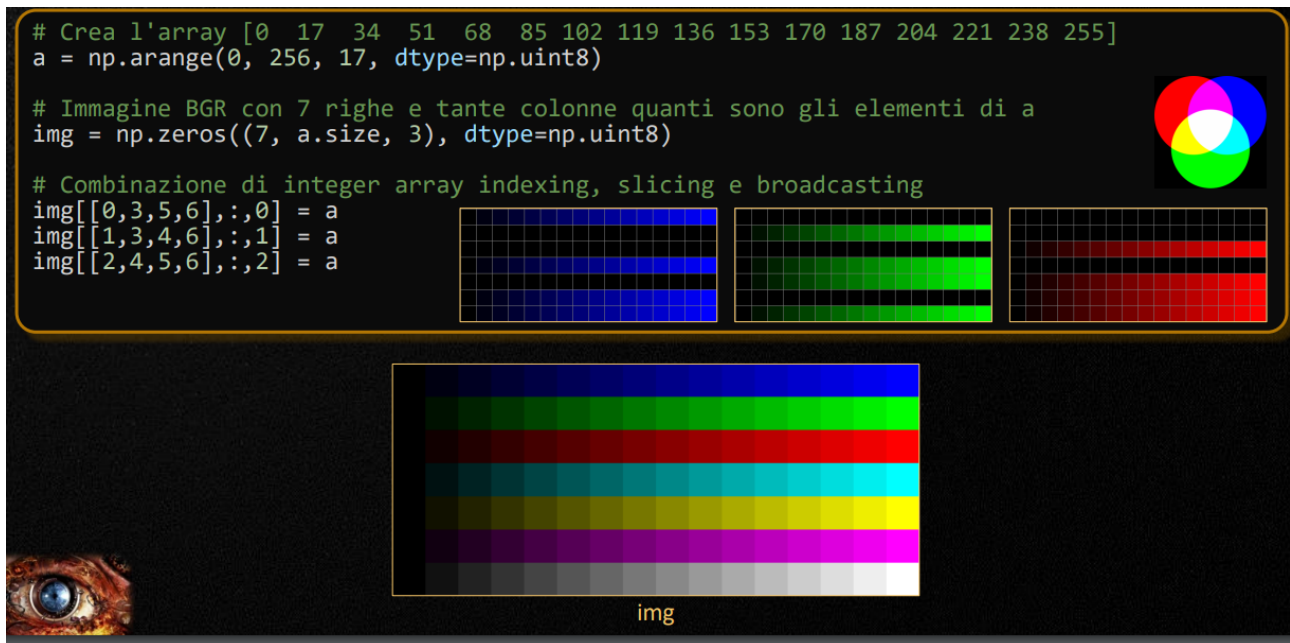 # Crea l'array [0 17 34 51 68 85 102 119 136 153 170 187 204 221 238 255]
a = np.arange(0, 256, 17, dtype=np.uint8)
# Immagine BGR con 7 righe e tante colonne quanti sono gli elementi di a
img = np.zeros((7, a.size, 3), dtype=np.uint8)
# Combinazione di integer array indexing, slicing e broadcasting
img[[0,3,5,6],:,0] = a
img[[1,3,4,6],:,1] = a
img[[2,4,5,6],:,2] = a
img